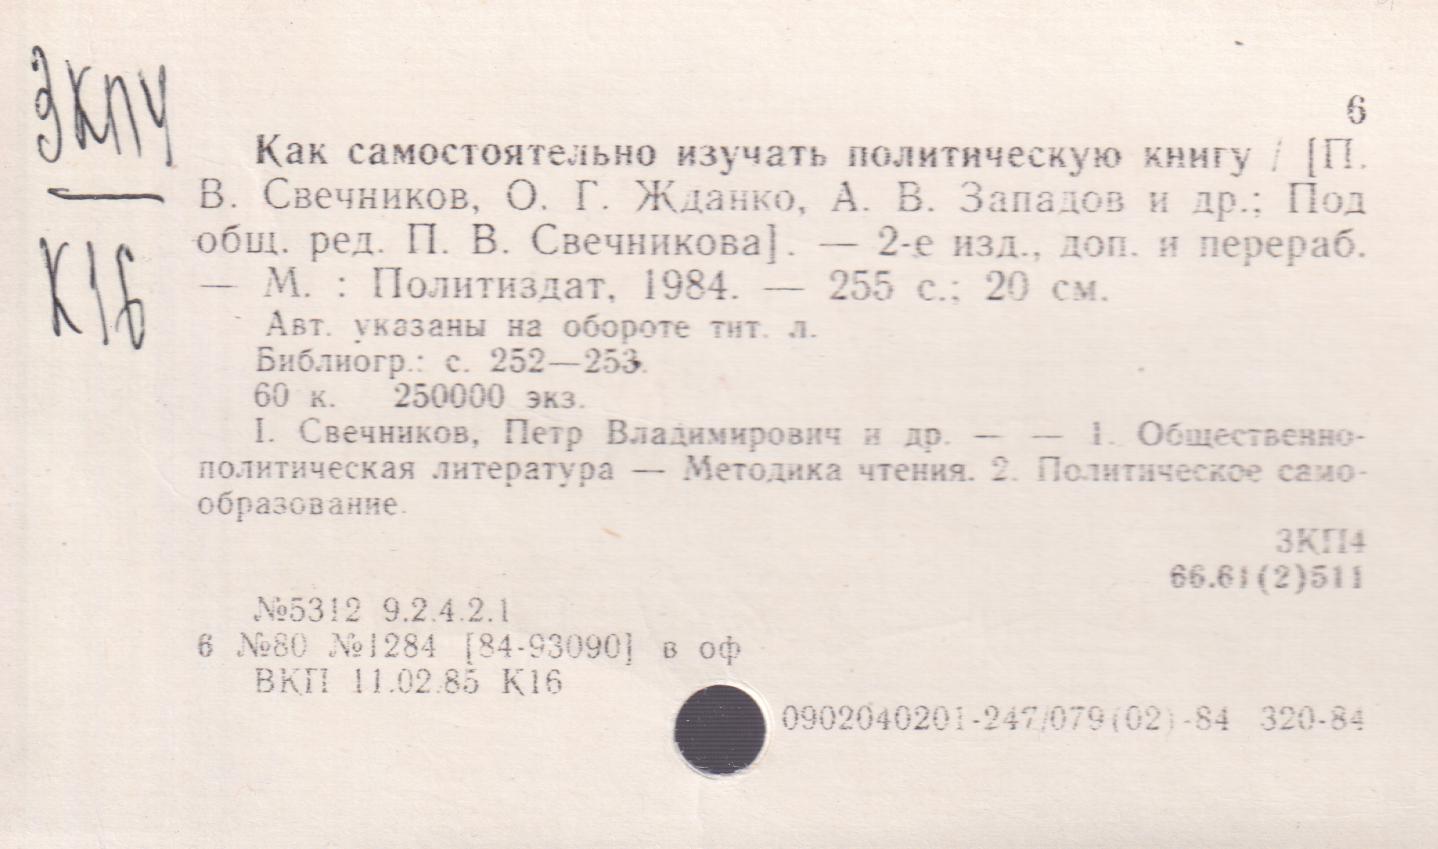 ЗКП4
К16
6
Как самостоятельно изучать политическую книгу / [П.
В. Свечников, О. Г. Жданко, А. В. Западов и др.; Под
общ. ред. П. В. Свечникова]. — 2-е изд., доп. и перераб.
— М. : Политиздат, 1984. — 255 с.; 20 см.
Авт. указаны на обороте тит. л.
Библиогр.: с. 252—253.
60 к. 250000 экз.
I. Свечников, Петр Владимирович и др. — — 1. Общественно-
политическая литература — Методика чтения. 2. Политическое само-
образование.
ЗКП4
66.61(2)511
№5312 9.2.4.2.1
6 №80 №1284 [84-93090] в оф
ВКП 11.02.85 К16
0902040201-247/079(02)-84 320-84